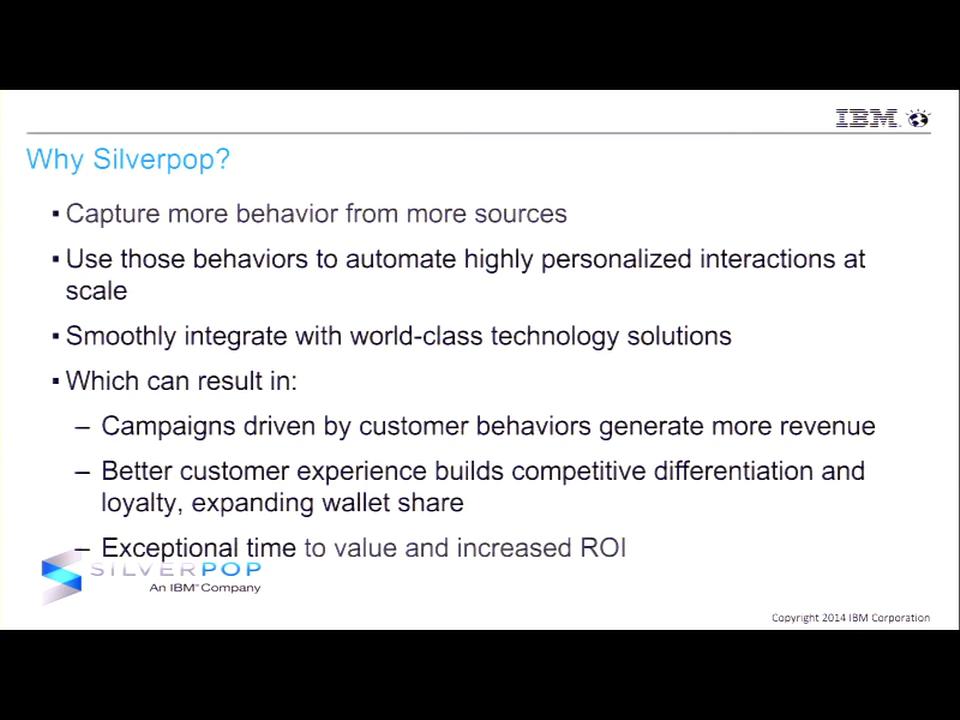 IBM
Why Silverpop?
▪ Capture more behavior from more sources
▪ Use those behaviors to automate highly personalized interactions at
scale
▪ Smoothly integrate with world-class technology solutions
▪ Which can result in:
– Campaigns driven by customer behaviors generate more revenue
– Better customer experience builds competitive differentiation and
loyalty, expanding wallet share
– Exceptional time to value and increased ROI
SILVERPOP
An IBM® Company
Copyright 2014 IBM Corporation